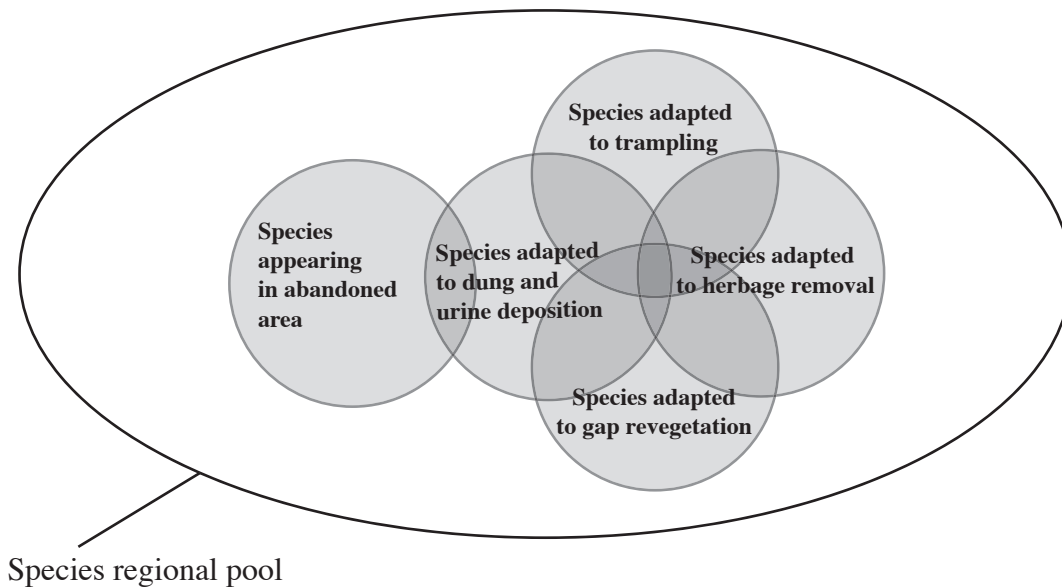 Species adapted
to trampling
Species
appearing
in abandoned
area
Species adapted
to dung and
urine deposition
Species adapted
to herbage removal
Species adapted
to gap revegetation
Species regional pool